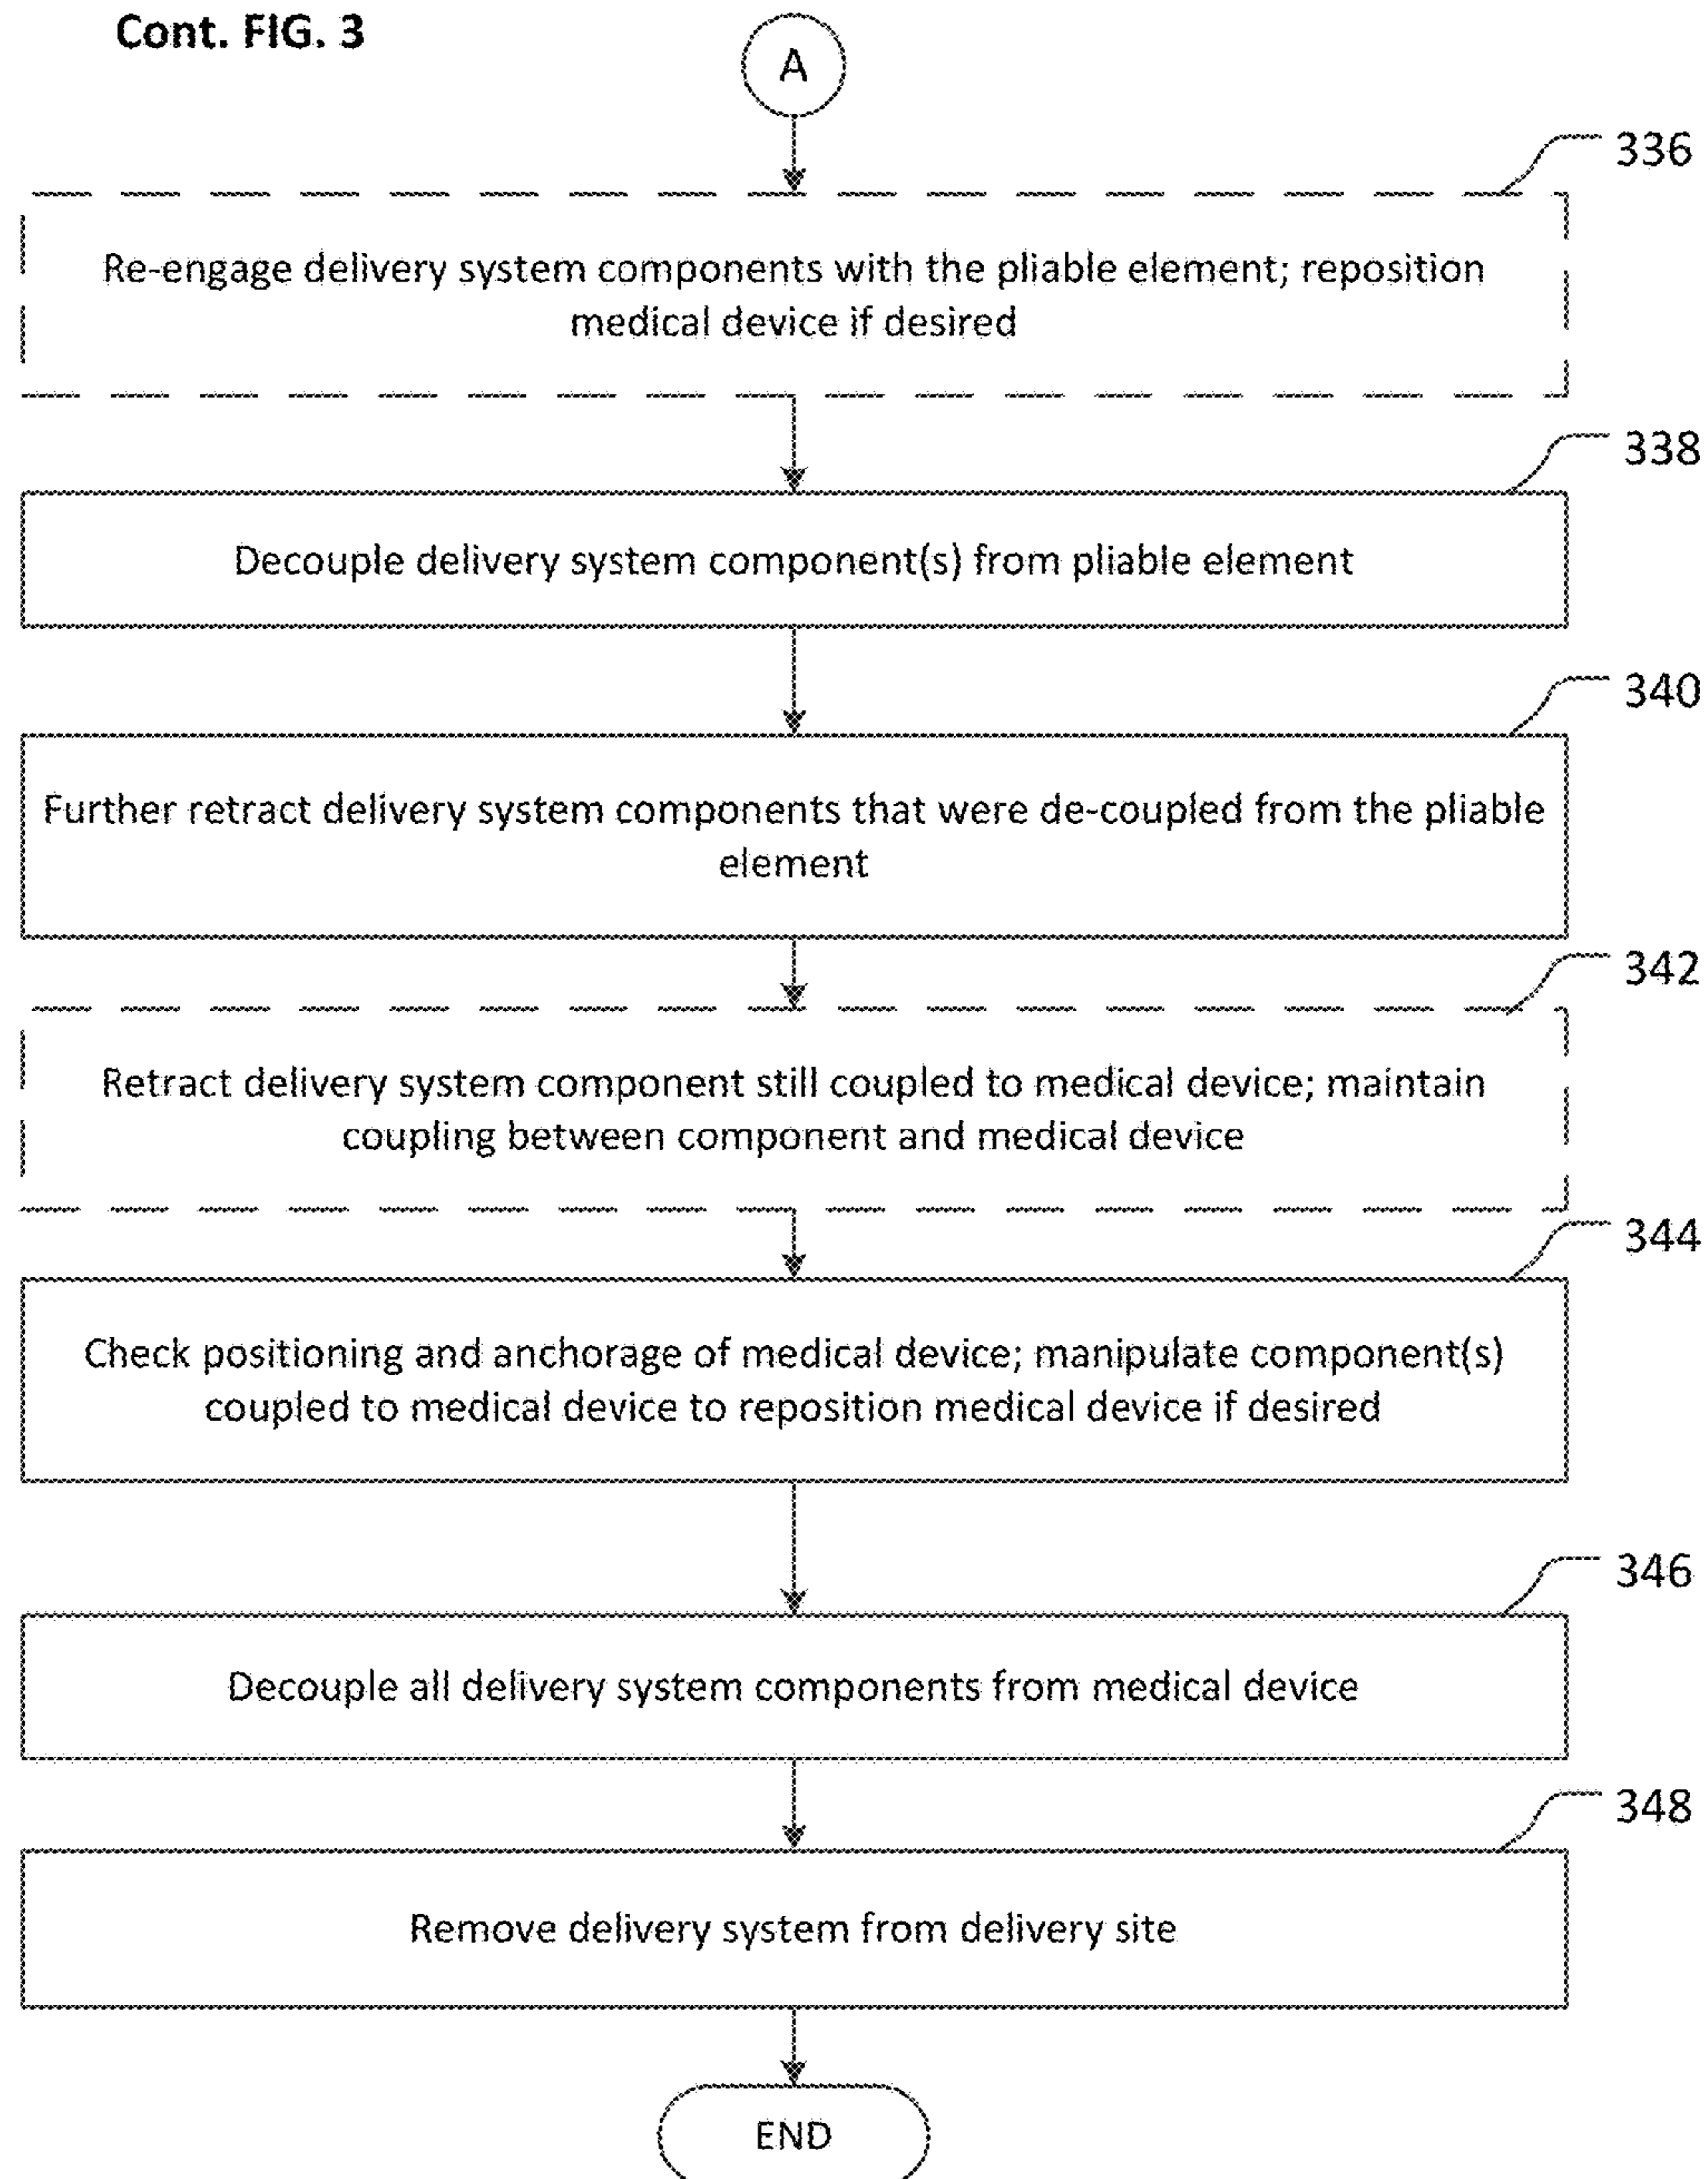 Cont. FIG. 3
A
336
Re-engage delivery system components with the pliable element; reposition
medical device if desired
338
Decouple delivery system component(s) from pliable element
340
Further retract delivery system components that were de-coupled from the pliable
element
342
Retract delivery system component still coupled to medical device; maintain
coupling between component and medical device
344
Check positioning and anchorage of medical device; manipulate component(s)
coupled to medical device to reposition medical device if desired
346
Decouple all delivery system components from medical device
348
Remove delivery system from delivery site
END